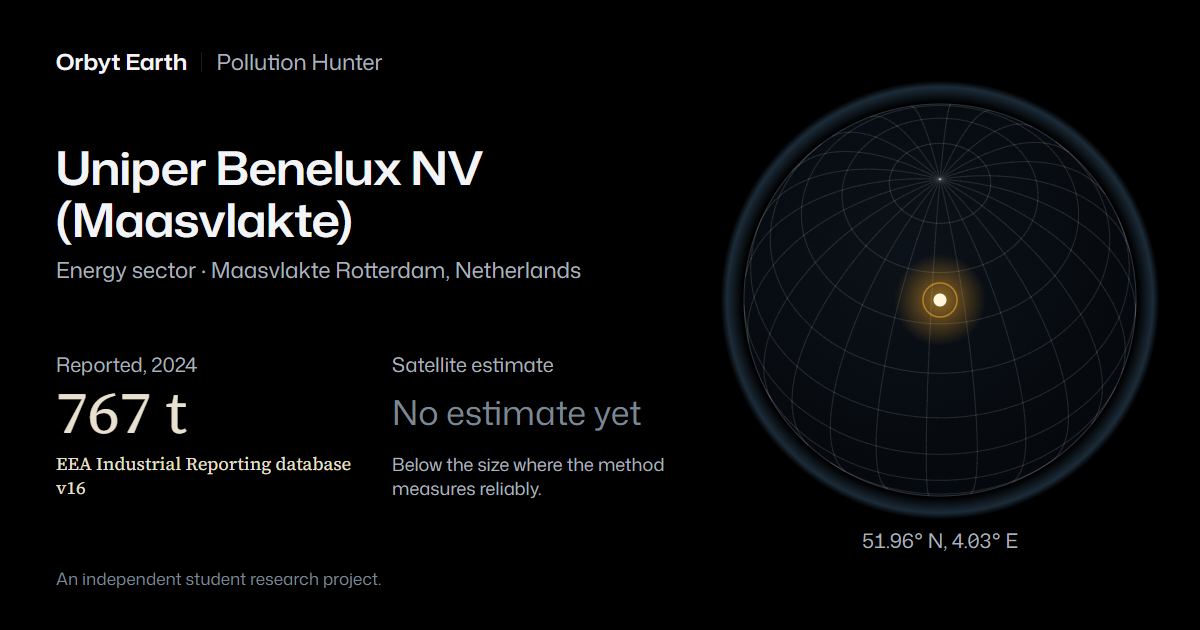 Orbyt Earth | Pollution Hunter
Uniper Benelux NV
(Maasvlakte)
Energy sector · Maasvlakte Rotterdam, Netherlands
Reported, 2024
767 t
EEA Industrial Reporting database
v16
Satellite estimate
No estimate yet
Below the size where the method
measures reliably.
51.96° N, 4.03° E
An independent student research project.